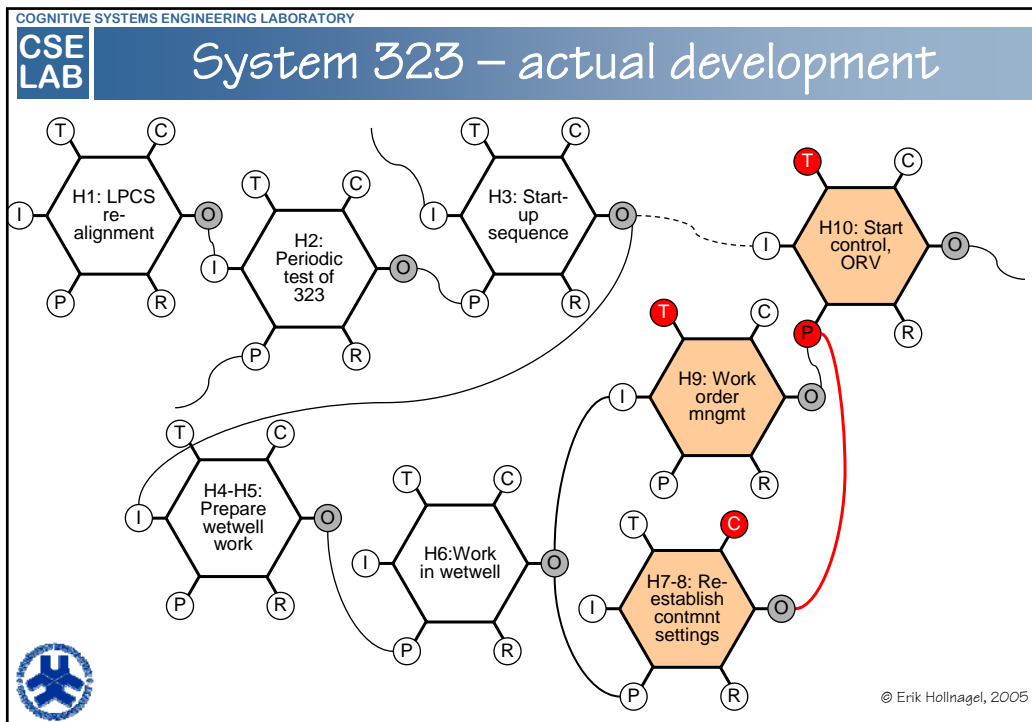 COGNITIVE SYSTEMS ENGINEERING LABORATORY
CSE
LAB
System 323 – actual development
T
C
H1: LPCS
re-
alignment
I
O
P
R
T
C
H2:
Periodic
test of
323
I
O
P
R
T
C
H3: Start-
up
sequence
I
O
P
R
T
C
H10: Start
control,
ORV
I
O
P
R
T
C
H9: Work
order
mngmt
I
O
P
R
T
C
H4-H5:
Prepare
wetwell
work
I
O
P
R
T
C
H6:Work
in wetwell
I
O
P
R
T
C
H7-8: Re-
establish
contmnt
settings
I
O
P
R
© Erik Hollnagel, 2005